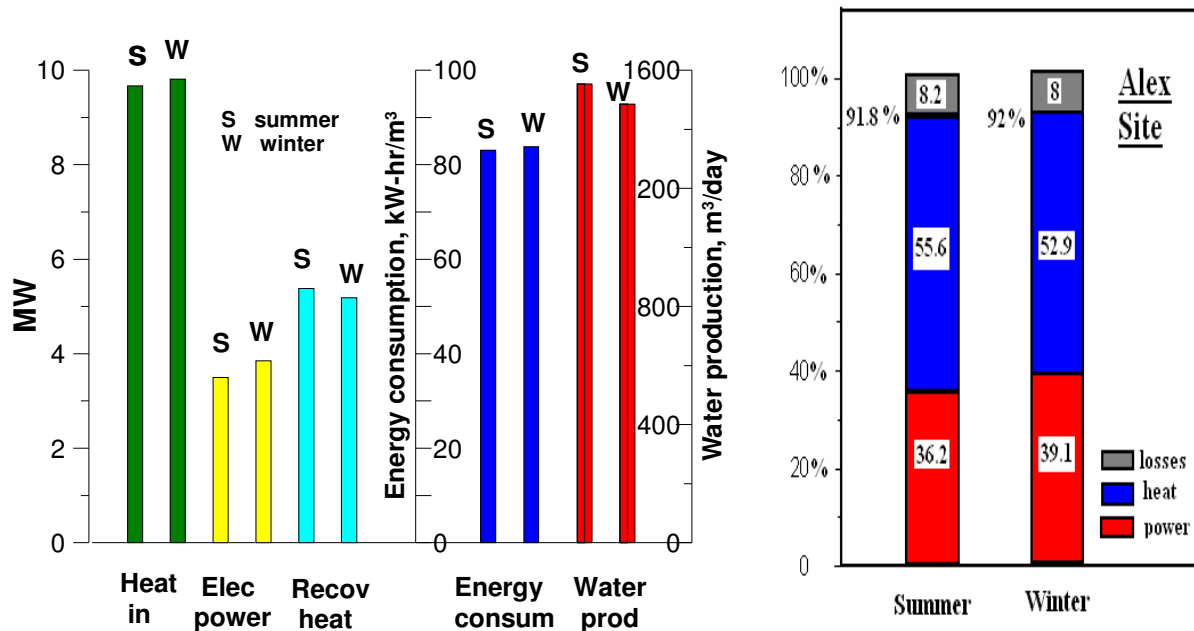 S
W
10
8
6
4
2
0
MW
S summer
W winter
S
W
S
W
Heat
in
Elec
power
Recov
heat
100
80
60
40
20
0
Energy consumption, kW-hr/m³
S
W
S
W
1600
1200
800
400
0
Water production, m³/day
Energy
consum
Water
prod
100%
80%
60%
40%
20%
0
91.8 %
8.2
55.6
36.2
92%
8
52.9
39.1
Alex
Site
losses
heat
power
Summer
Winter